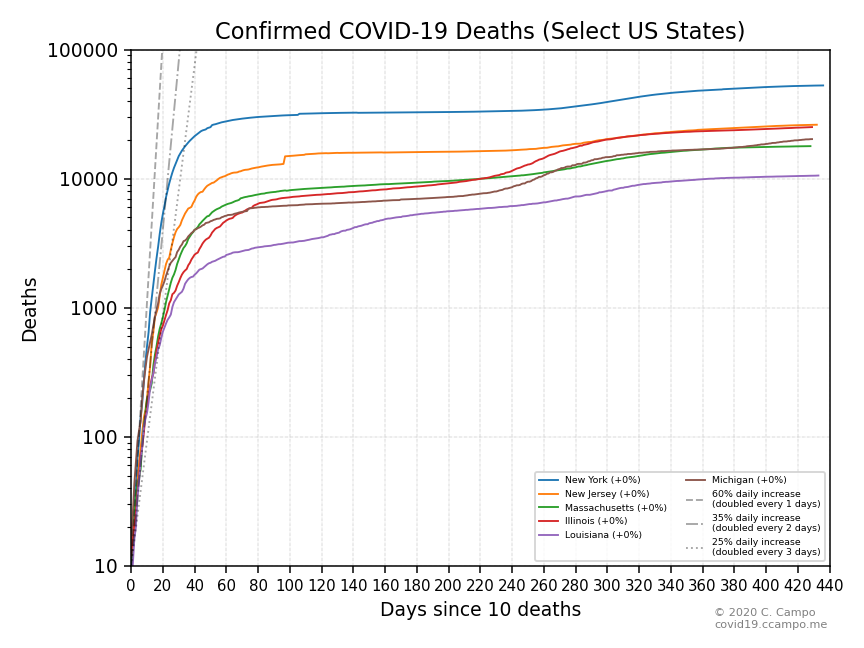 Confirmed COVID-19 Deaths (Select US States)
100000
10000
1000
100
10
Deaths
0 20 40 60 80 100 120 140 160 180 200 220 240 260 280 300 320 340 360 380 400 420 440
Days since 10 deaths
New York (+0%)
New Jersey (+0%)
Massachusetts (+0%)
Illinois (+0%)
Louisiana (+0%)
Michigan (+0%)
60% daily increase
(doubled every 1 days)
35% daily increase
(doubled every 2 days)
25% daily increase
(doubled every 3 days)
© 2020 C. Campo
covid19.ccampo.me